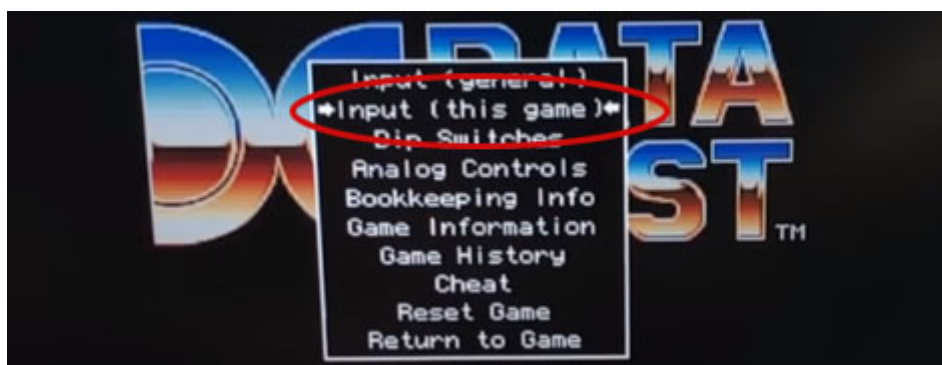 DATA
EAST TM
Input (general)
Input (this game)
Dip Switches
Analog Controls
Bookkeeping Info
Game Information
Game History
Cheat
Reset Game
Return to Game